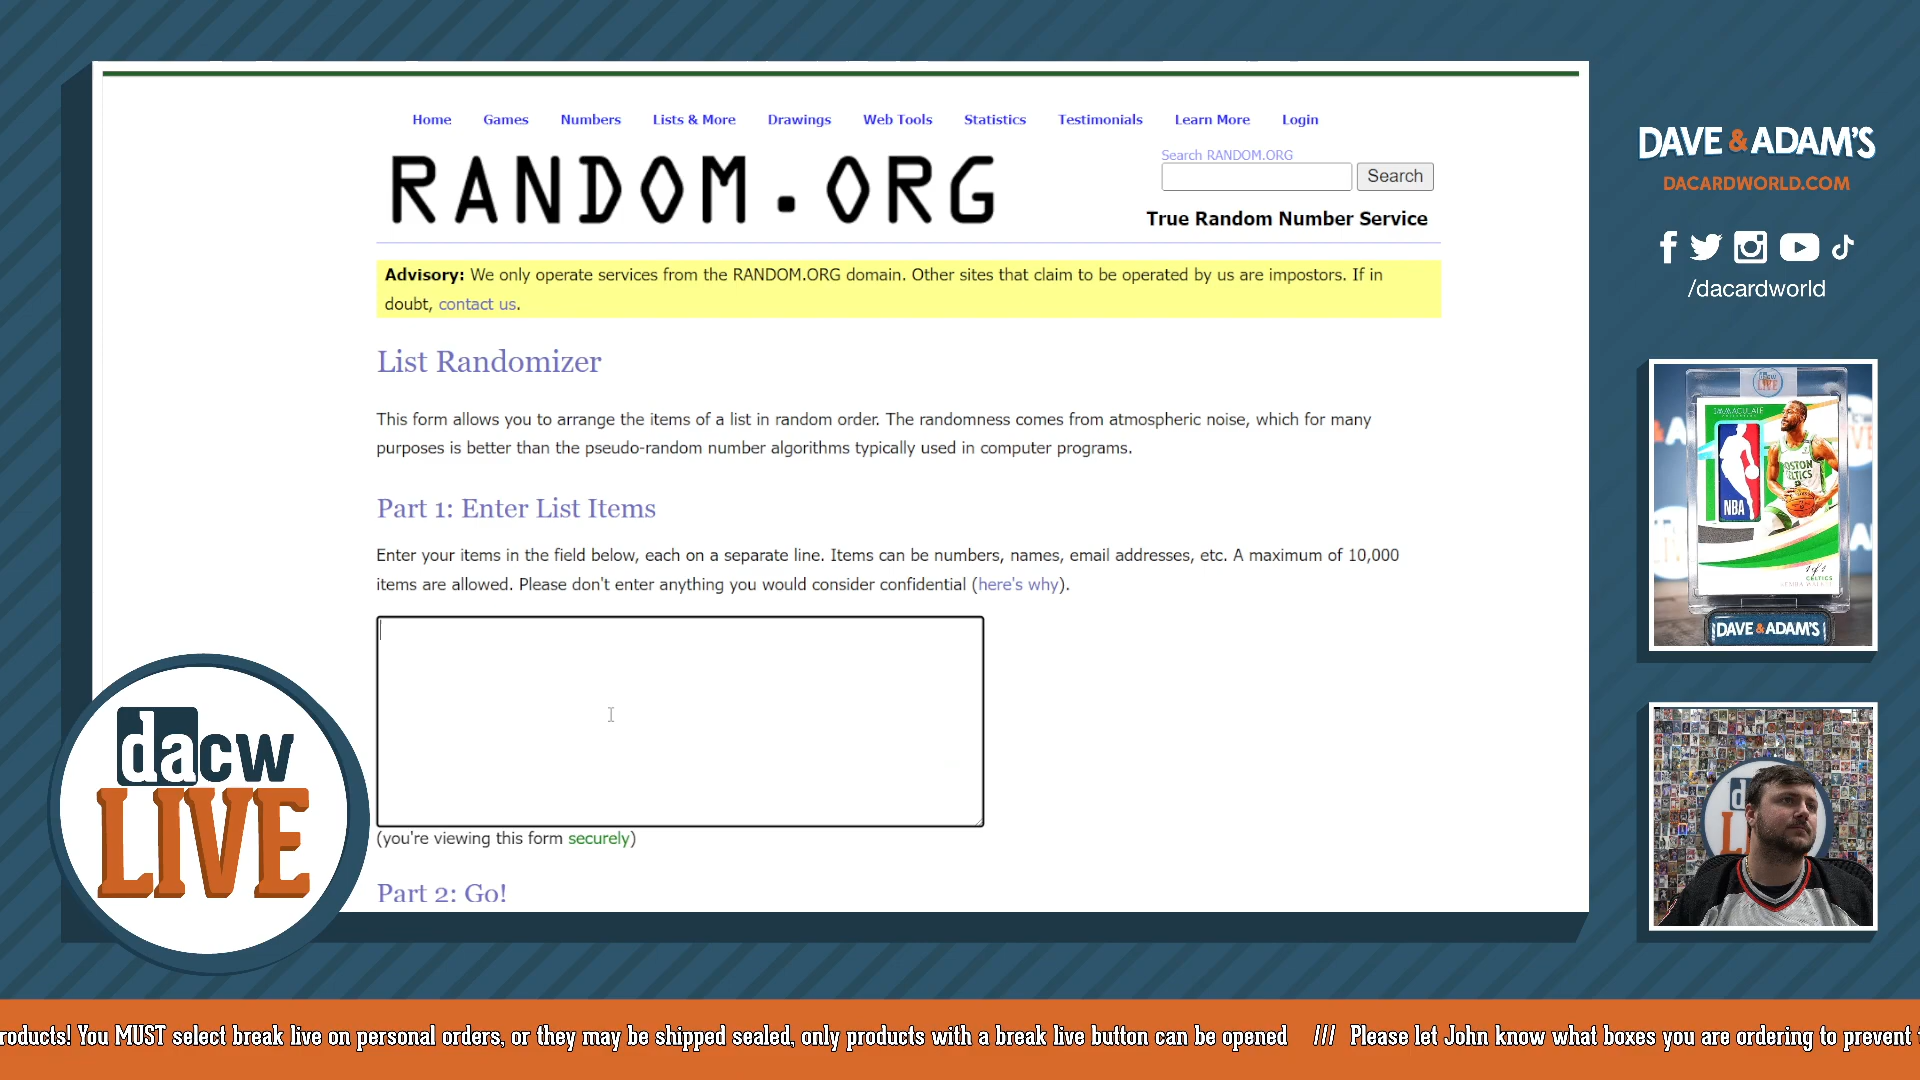 Home Games Numbers Lists & More Drawings Web Tools Statistics Testimonials Learn More Login
RANDOM.ORG
Search RANDOM.ORG
Search
True Random Number Service
Advisory: We only operate services from the RANDOM.ORG domain. Other sites that claim to be operated by us are impostors. If in
doubt, contact us.
List Randomizer
This form allows you to arrange the items of a list in random order. The randomness comes from atmospheric noise, which for many
purposes is better than the pseudo-random number algorithms typically used in computer programs.
Part 1: Enter List Items
Enter your items in the field below, each on a separate line. Items can be numbers, names, email addresses, etc. A maximum of 10,000
items are allowed. Please don't enter anything you would consider confidential (here's why).
(you're viewing this form securely)
Part 2: Go!
dacw
LIVE
DAVE & ADAM'S
DACARDWORLD.COM
/dacardworld
dacw
LIVE
IMMACULATE
BOSTON
CELTICS
NBA
CELTICS
DAVE & ADAM'S
roducts! You MUST select break live on personal orders, or they may be shipped sealed, only products with a break live button can be opened /// Please let John know what boxes you are ordering to prevent